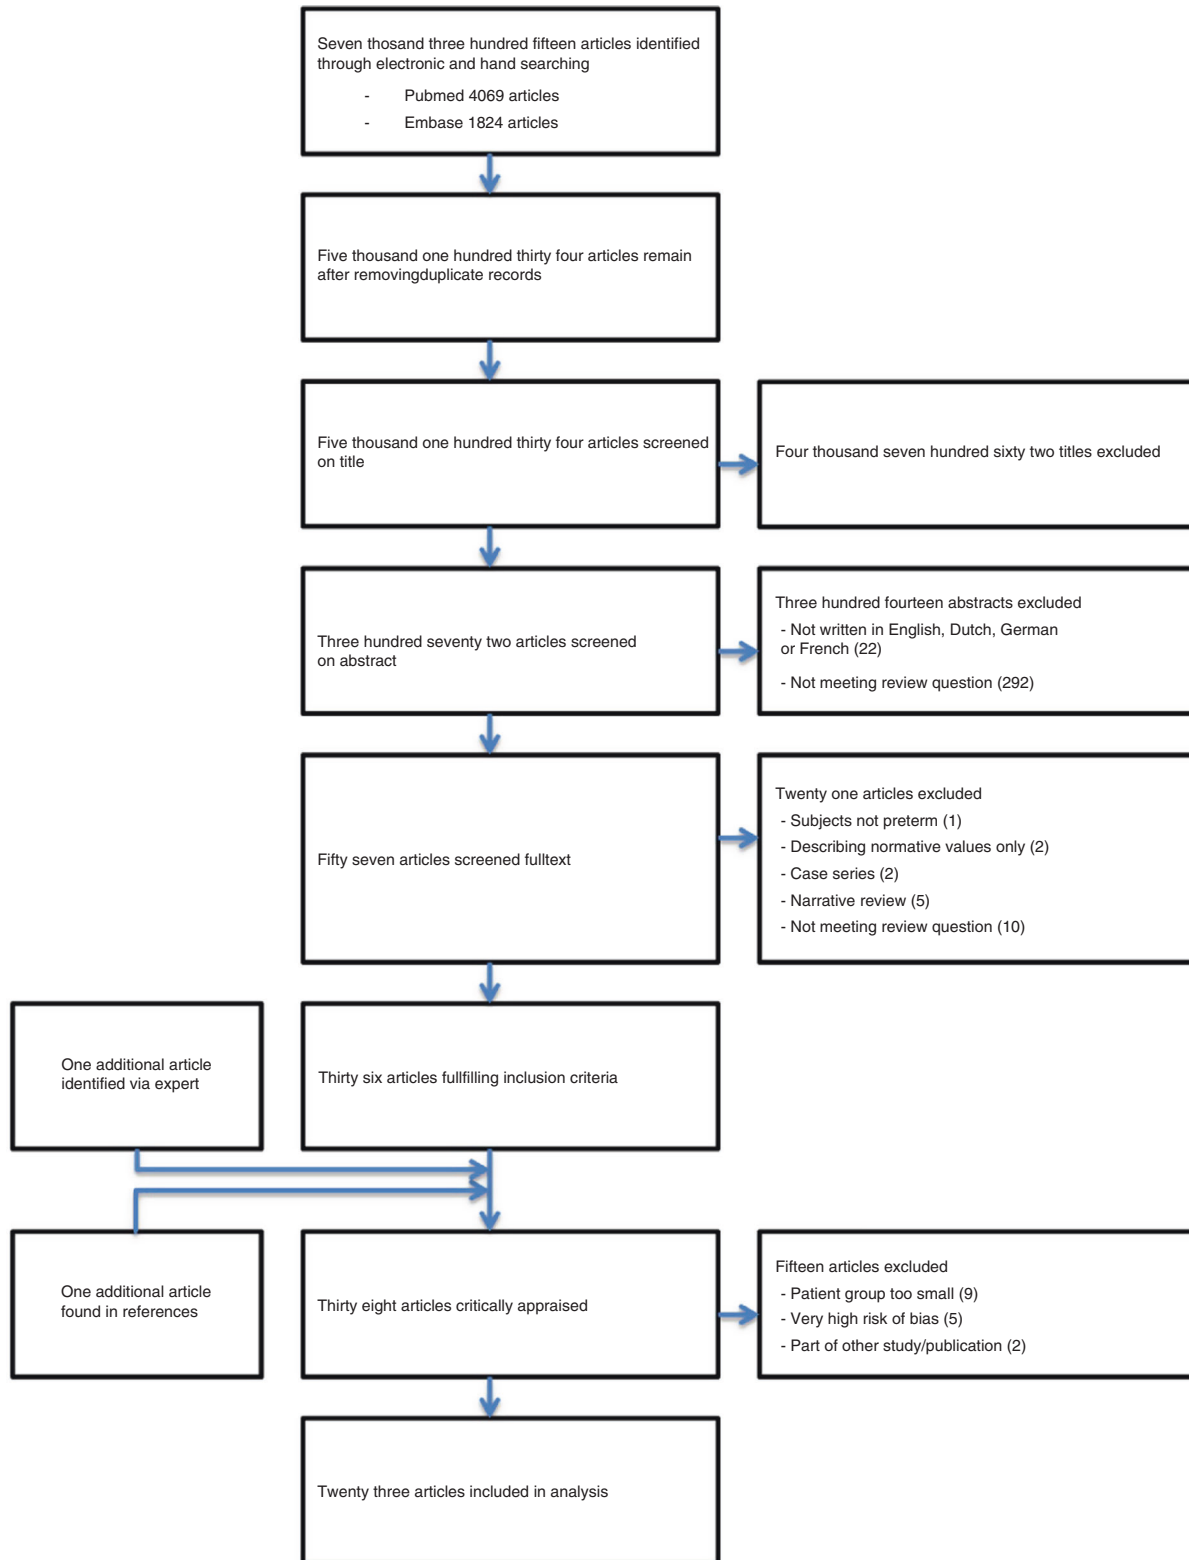 Seven thosand three hundred fifteen articles identified
through electronic and hand searching
- Pubmed 4069 articles
- Embase 1824 articles
Five thousand one hundred thirty four articles remain
after removingduplicate records
Five thousand one hundred thirty four articles screened
on title
Four thousand seven hundred sixty two titles excluded
Three hundred seventy two articles screened
on abstract
Three hundred fourteen abstracts excluded
- Not written in English, Dutch, German
or French (22)
- Not meeting review question (292)
Fifty seven articles screened fulltext
Twenty one articles excluded
- Subjects not preterm (1)
- Describing normative values only (2)
- Case series (2)
- Narrative review (5)
- Not meeting review question (10)
One additional article
identified via expert
Thirty six articles fullfilling inclusion criteria
One additional article
found in references
Thirty eight articles critically appraised
Fifteen articles excluded
- Patient group too small (9)
- Very high risk of bias (5)
- Part of other study/publication (2)
Twenty three articles included in analysis